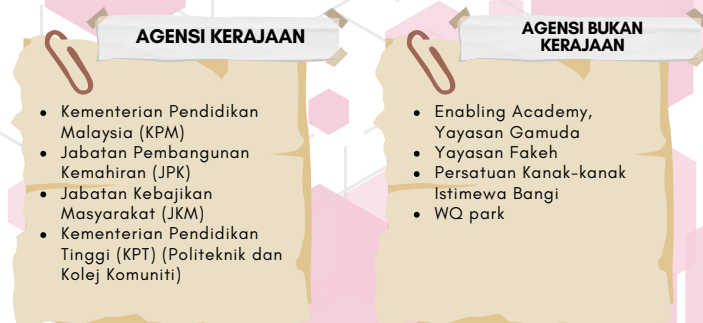 AGENSI KERAJAAN
• Kementerian Pendidikan
Malaysia (KPM)
• Jabatan Pembangunan
Kemahiran (JPK)
• Jabatan Kebajikan
Masyarakat (JKM)
• Kementerian Pendidikan
Tinggi (KPT) (Politeknik dan
Kolej Komuniti)
AGENSI BUKAN
KERAJAAN
• Enabling Academy,
Yayasan Gamuda
• Yayasan Fakeh
• Persatuan Kanak-kanak
Istimewa Bangi
• WQ park